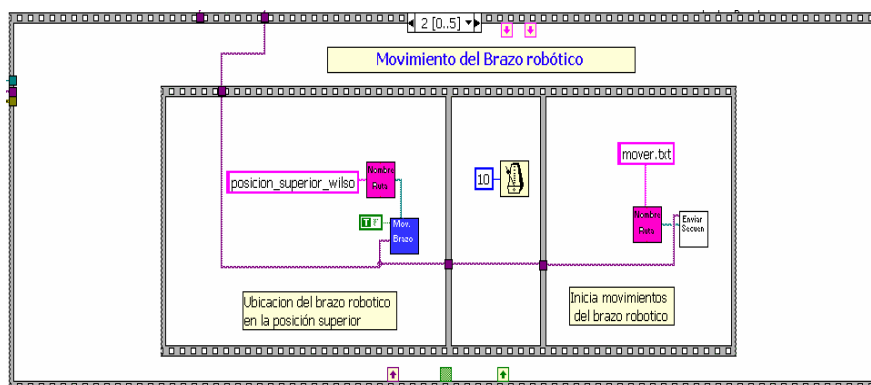 2 [0..5]
Movimiento del Brazo robótico
posicion_superior_wilso
Nombre
Ruta
T F
Mov.
Brazo
10
mover.txt
Nombre
Ruta
Enviar
Secuen
Ubicacion del brazo robotico
en la posición superior
Inicia movimientos
del brazo robotico